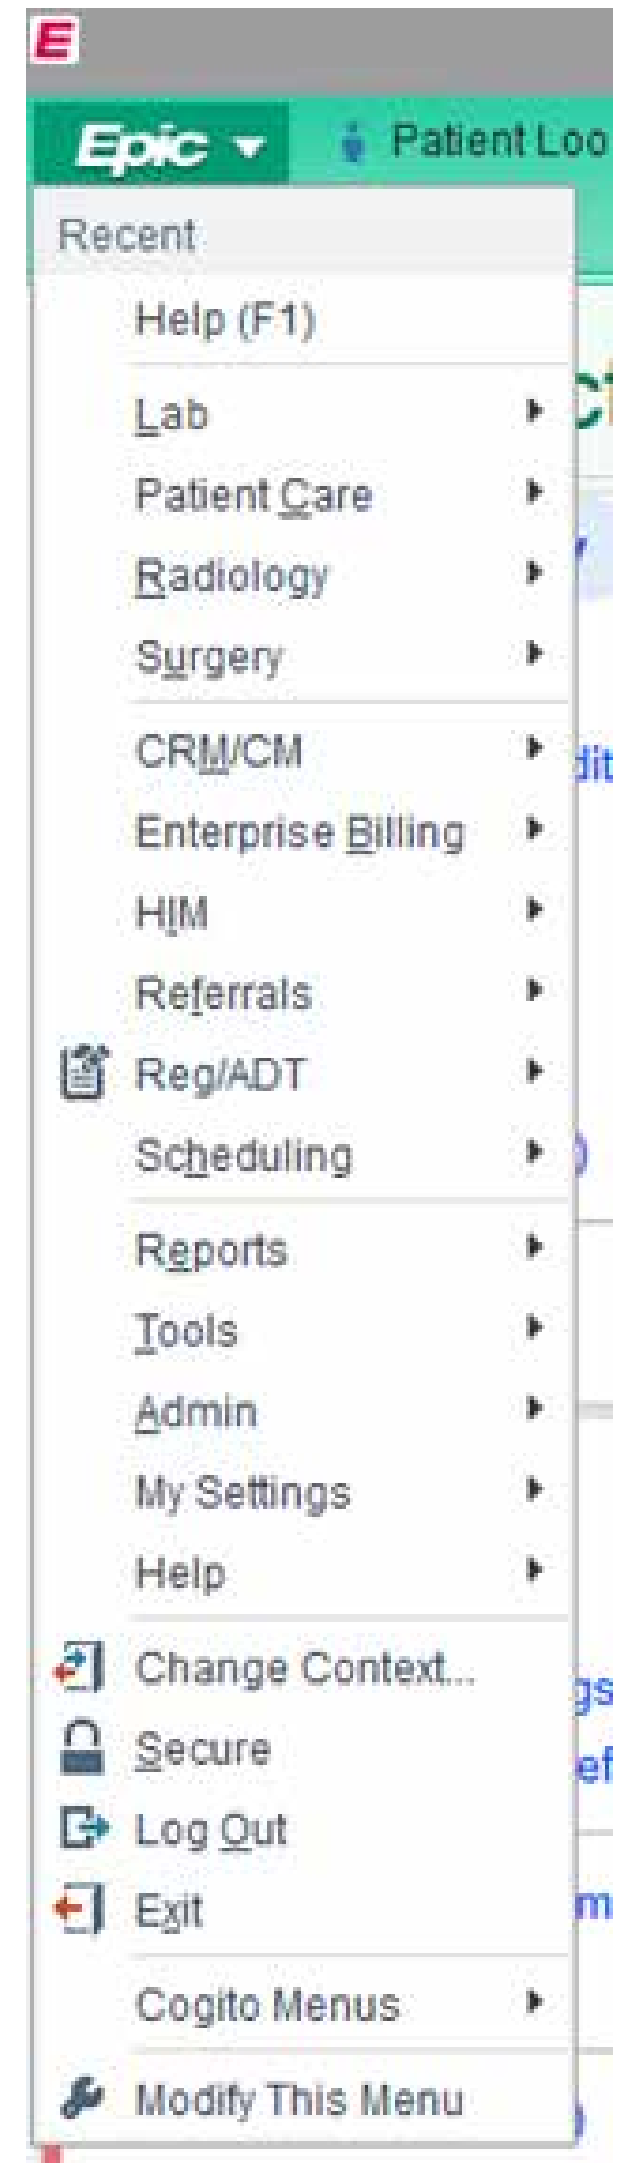 E
Epic
Patient Loo
Recent
Help (F1)
Lab
Patient Care
Radiology
Surgery
CRM/CM
Enterprise Billing
HIM
Referrals
Reg/ADT
Scheduling
Reports
Tools
Admin
My Settings
Help
Change Context...
Secure
Log Out
Exit
Cogito Menus
Modify This Menu